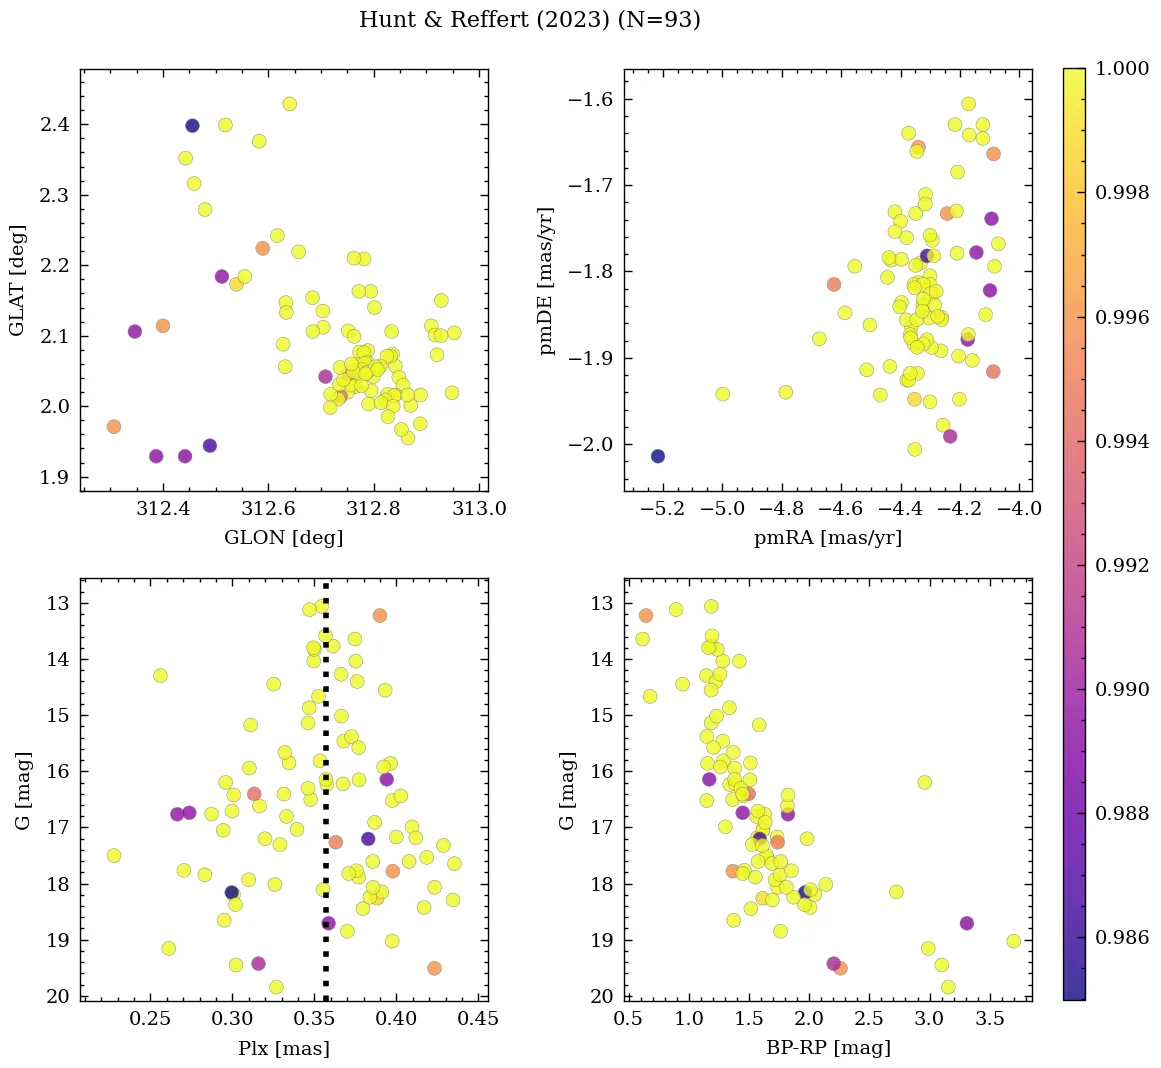 Hunt & Reffert (2023) (N=93)
2.4
2.3
2.2
2.1
2.0
1.9
GLAT [deg]
312.4 312.6 312.8 313.0
GLON [deg]
−1.6
−1.7
−1.8
−1.9
−2.0
pmDE [mas/yr]
−5.2 −5.0 −4.8 −4.6 −4.4 −4.2 −4.0
pmRA [mas/yr]
13
14
15
16
17
18
19
20
G [mag]
0.25 0.30 0.35 0.40 0.45
Plx [mas]
13
14
15
16
17
18
19
20
G [mag]
0.5 1.0 1.5 2.0 2.5 3.0 3.5
BP-RP [mag]
1.000
0.998
0.996
0.994
0.992
0.990
0.988
0.986